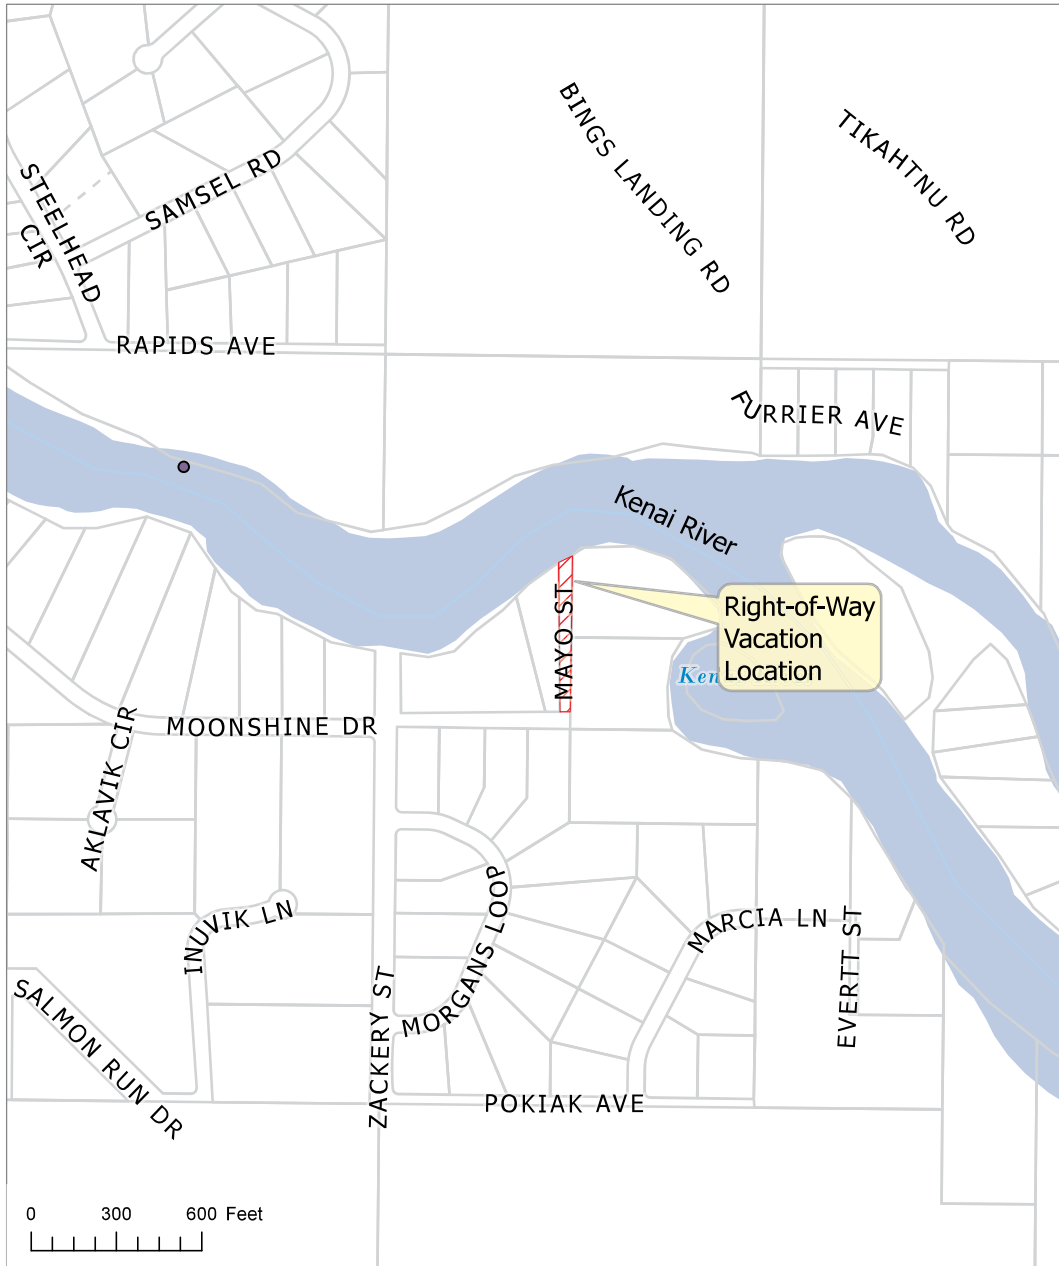 BINGS LANDING RD
TIKAHTNU RD
STEELHEAD
CIR
SAMSEL RD
RAPIDS AVE
FURRIER AVE
Kenai River
Right-of-Way
Vacation
Location
MAYO ST
Ken
MOONSHINE DR
AKLAVIK CIR
INUVIK LN
MORGANS LOOP
MARCIA LN
EVERTT ST
ZACKERY ST
SALMON RUN DR
POKIAK AVE
0 300 600 Feet